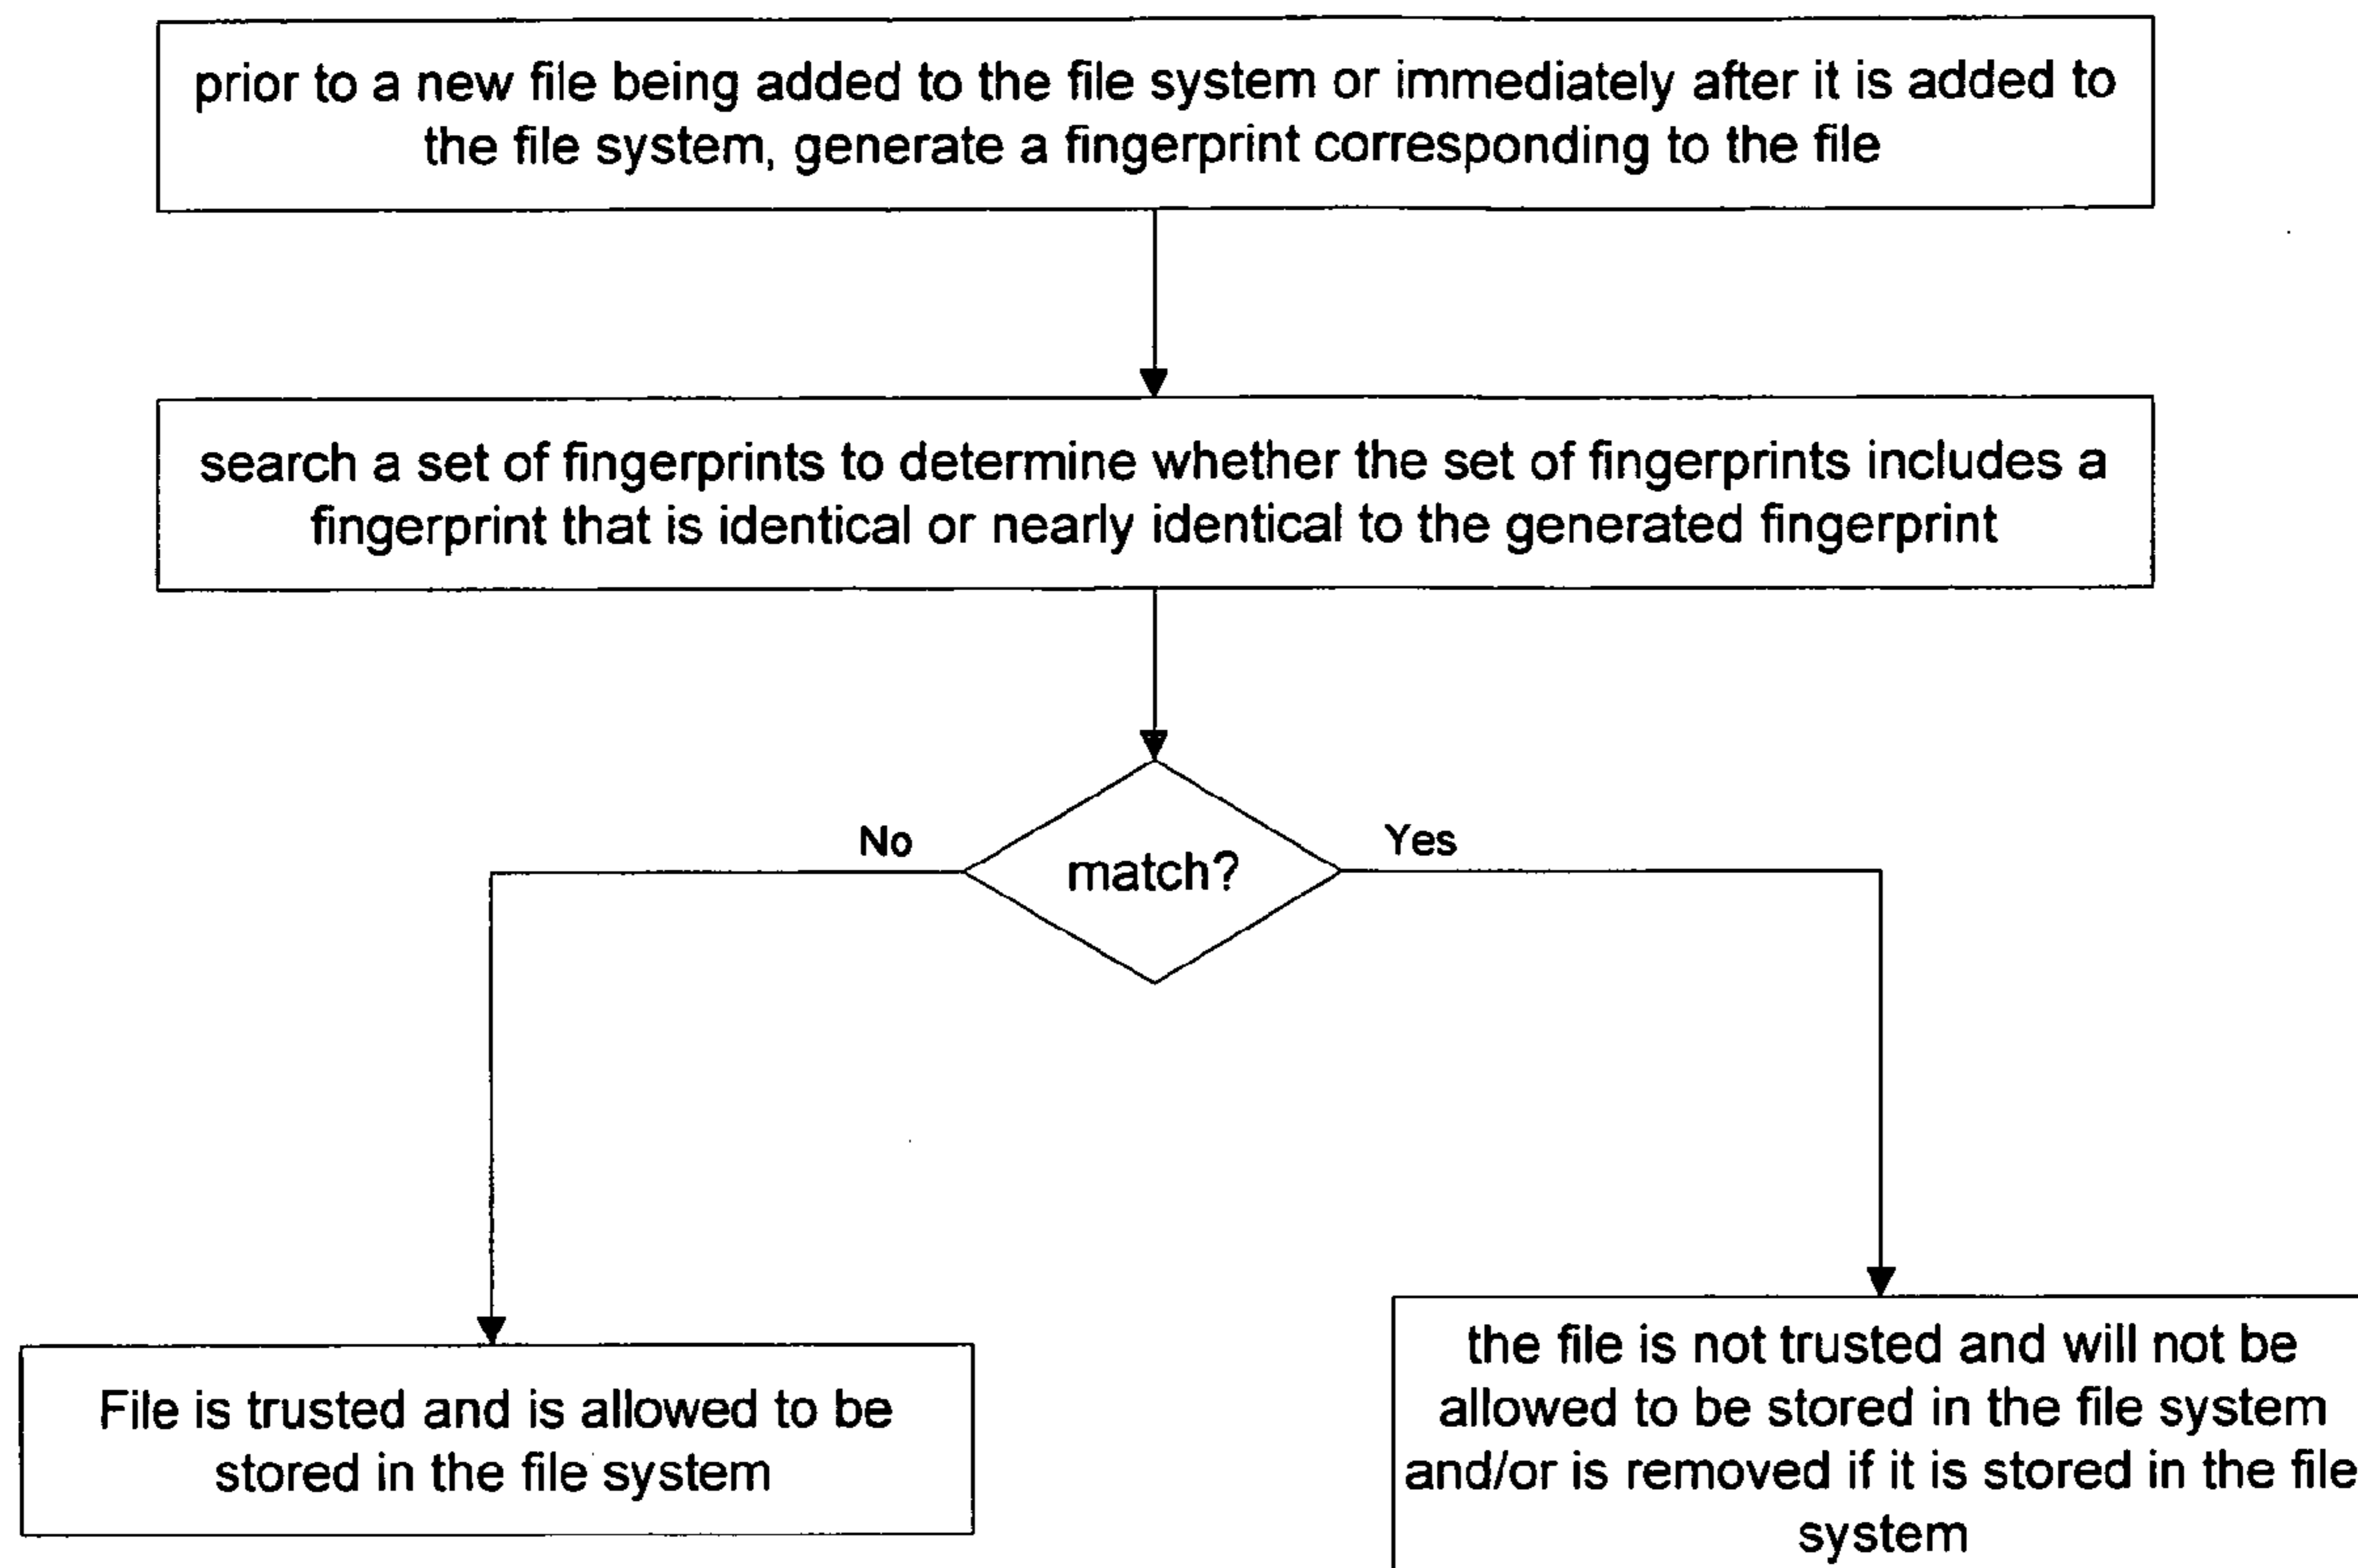 prior to a new file being added to the file system or immediately after it is added to
the file system, generate a fingerprint corresponding to the file
search a set of fingerprints to determine whether the set of fingerprints includes a
fingerprint that is identical or nearly identical to the generated fingerprint
match?
No
Yes
File is trusted and is allowed to be
stored in the file system
the file is not trusted and will not be
allowed to be stored in the file system
and/or is removed if it is stored in the file
system